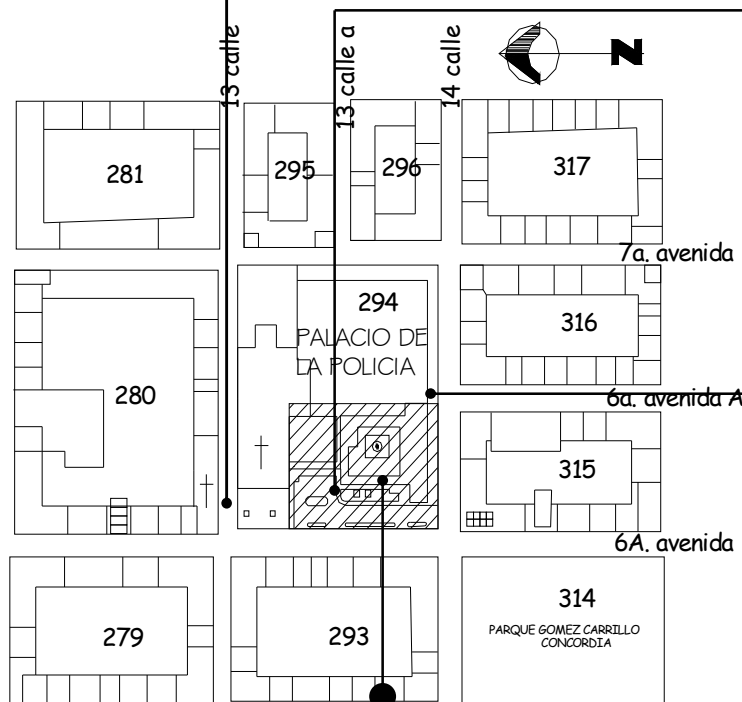 13 calle
13 calle a
14 calle
N
281
295
296
317
7a. avenida
294
PALACIO DE
LA POLICIA
316
280
6a. avenida A
315
6A. avenida
279
293
314
PARQUE GOMEZ CARRILLO
CONCORDIA